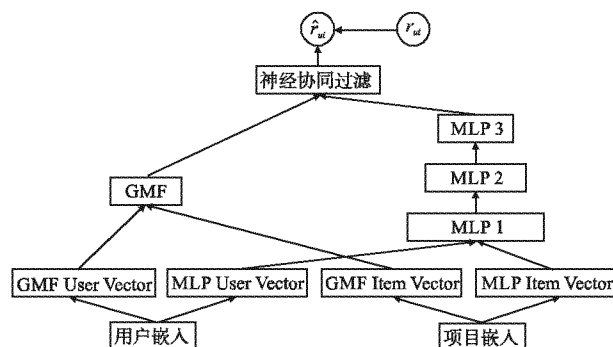 r̂ui rui
神经协同过滤
MLP 3
MLP 2
GMF
MLP 1
GMF User Vector MLP User Vector GMF Item Vector MLP Item Vector
用户嵌入 项目嵌入